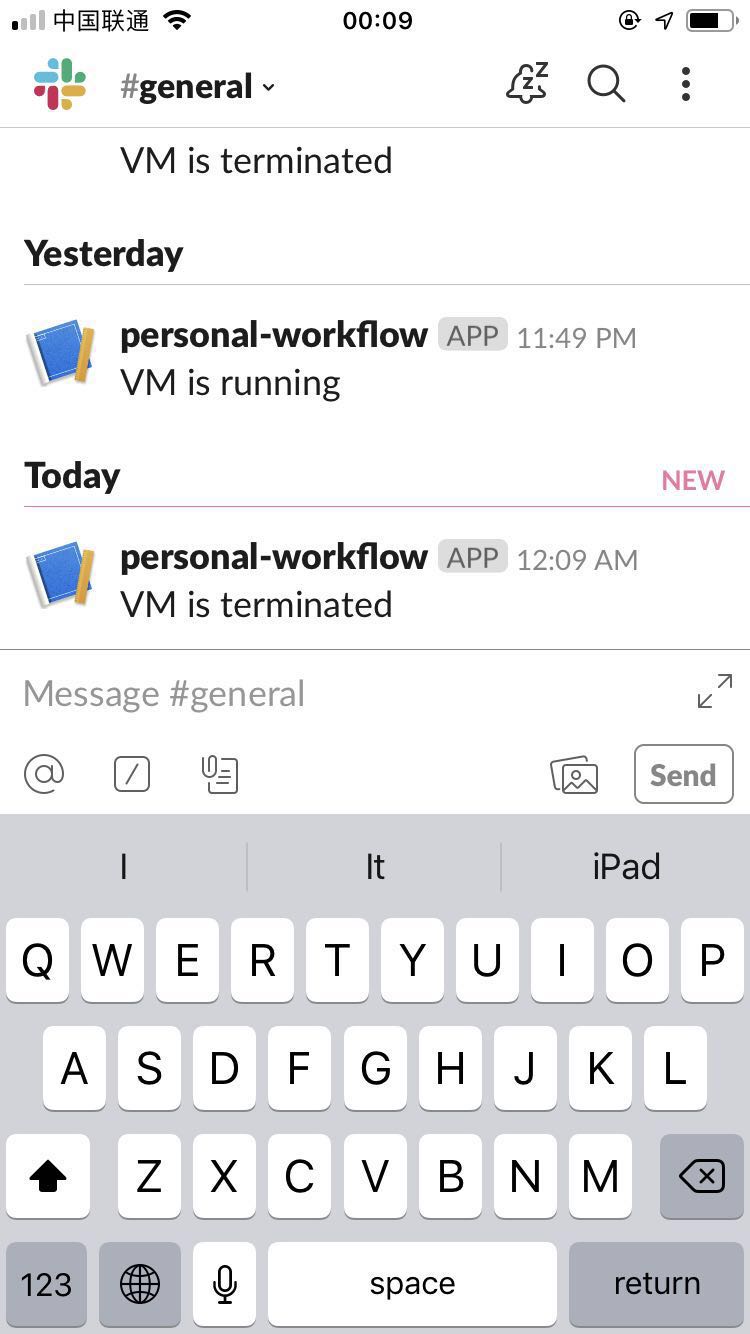 中国联通 00:09
#general
VM is terminated
Yesterday
personal-workflow APP 11:49 PM
VM is running
Today NEW
personal-workflow APP 12:09 AM
VM is terminated
Message #general
Send
I It iPad
Q W E R T Y U I O P
A S D F G H J K L
Z X C V B N M
123 space return